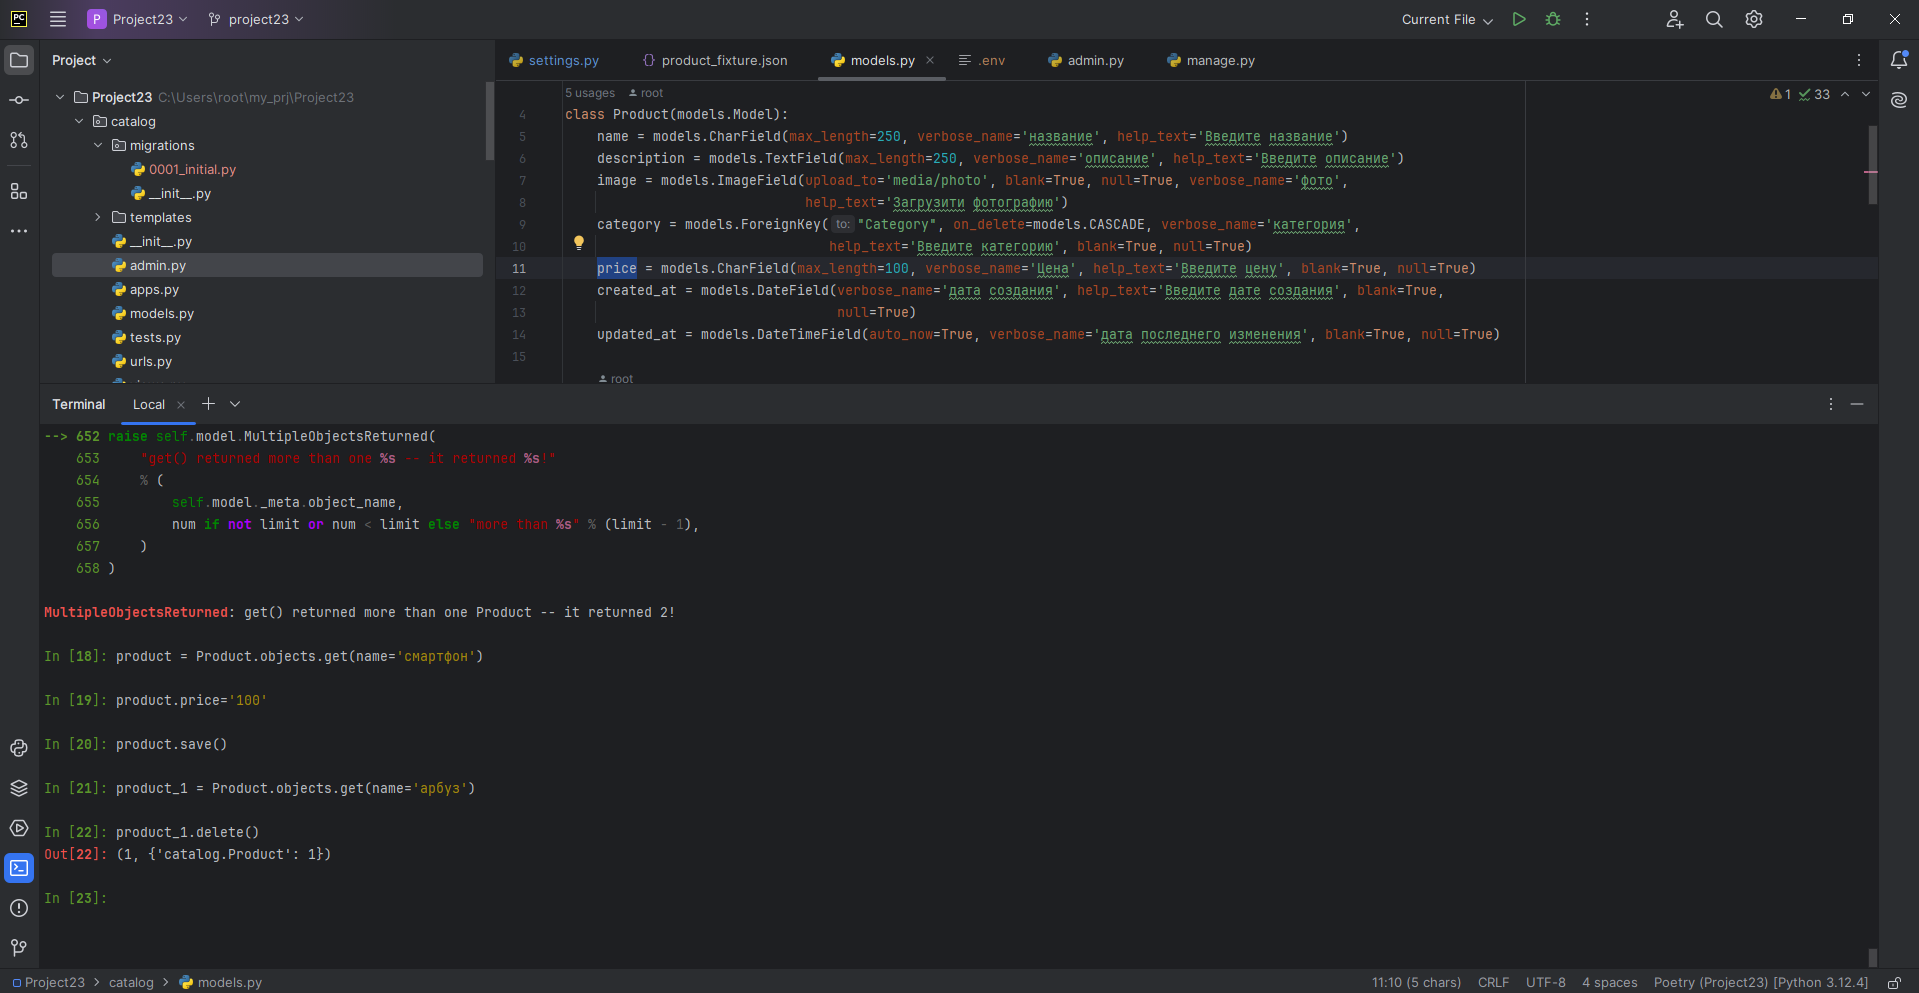 PC
P Project23
project23
Current File
Project
settings.py
{} product_fixture.json
models.py
.env
admin.py
manage.py
Project23 C:\Users\root\my_prj\Project23
catalog
migrations
0001_initial.py
__init__.py
templates
__init__.py
admin.py
apps.py
models.py
tests.py
urls.py
5 usages root
1 33
4 class Product(models.Model):
5 name = models.CharField(max_length=250, verbose_name='название', help_text='Введите название')
6 description = models.TextField(max_length=250, verbose_name='описание', help_text='Введите описание')
7 image = models.ImageField(upload_to='media/photo', blank=True, null=True, verbose_name='фото',
8 help_text='Загрузити фотографию')
9 category = models.ForeignKey( to: "Category", on_delete=models.CASCADE, verbose_name='категория',
10 help_text='Введите категорию', blank=True, null=True)
11 price = models.CharField(max_length=100, verbose_name='Цена', help_text='Введите цену', blank=True, null=True)
12 created_at = models.DateField(verbose_name='дата создания', help_text='Введите дате создания', blank=True,
13 null=True)
14 updated_at = models.DateTimeField(auto_now=True, verbose_name='дата последнего изменения', blank=True, null=True)
15
root
Terminal
Local
--> 652 raise self.model.MultipleObjectsReturned(
653 "get() returned more than one %s -- it returned %s!"
654 % (
655 self.model._meta.object_name,
656 num if not limit or num < limit else "more than %s" % (limit - 1),
657 )
658 )
MultipleObjectsReturned: get() returned more than one Product -- it returned 2!
In [18]: product = Product.objects.get(name='смартфон')
In [19]: product.price='100'
In [20]: product.save()
In [21]: product_1 = Product.objects.get(name='арбуз')
In [22]: product_1.delete()
Out[22]: (1, {'catalog.Product': 1})
In [23]:
Project23 > catalog > models.py
11:10 (5 chars)
CRLF
UTF-8
4 spaces
Poetry (Project23) [Python 3.12.4]